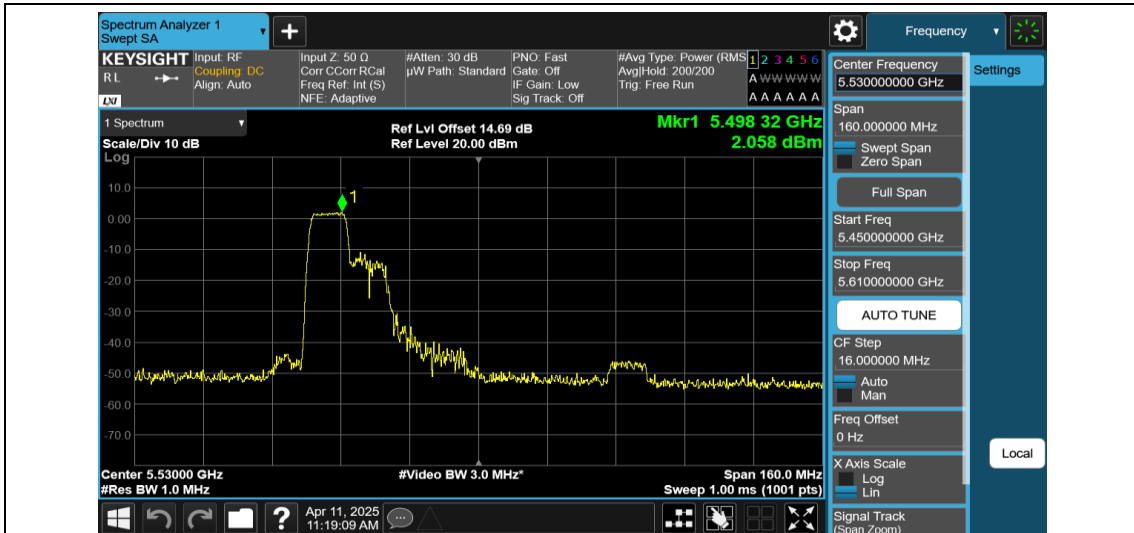 Spectrum Analyzer 1
Swept SA
Frequency
KEYSIGHT
RL
LXI
Input: RF
Coupling: DC
Align: Auto
Input Z: 50 Ω
Corr CCorr RCal
Freq Ref: Int (S)
NFE: Adaptive
#Atten: 30 dB
µW Path: Standard
PNO: Fast
Gate: Off
IF Gain: Low
Sig Track: Off
#Avg Type: Power (RMS
Avg|Hold: 200/200
Trig: Free Run
1 2 3 4 5 6
A W W W W W
A A A A A A
1 Spectrum
Scale/Div 10 dB
Log
Ref Lvl Offset 14.69 dB
Ref Level 20.00 dBm
Mkr1 5.498 32 GHz
2.058 dBm
1
10.0
0.00
-10.0
-20.0
-30.0
-40.0
-50.0
-60.0
-70.0
Center 5.53000 GHz
#Res BW 1.0 MHz
#Video BW 3.0 MHz*
Span 160.0 MHz
Sweep 1.00 ms (1001 pts)
Apr 11, 2025
11:19:09 AM
Center Frequency
5.530000000 GHz
Span
160.000000 MHz
Swept Span
Zero Span
Full Span
Start Freq
5.450000000 GHz
Stop Freq
5.610000000 GHz
AUTO TUNE
CF Step
16.000000 MHz
Auto
Man
Freq Offset
0 Hz
X Axis Scale
Log
Lin
Signal Track
(Span Zoom)
Settings
Local